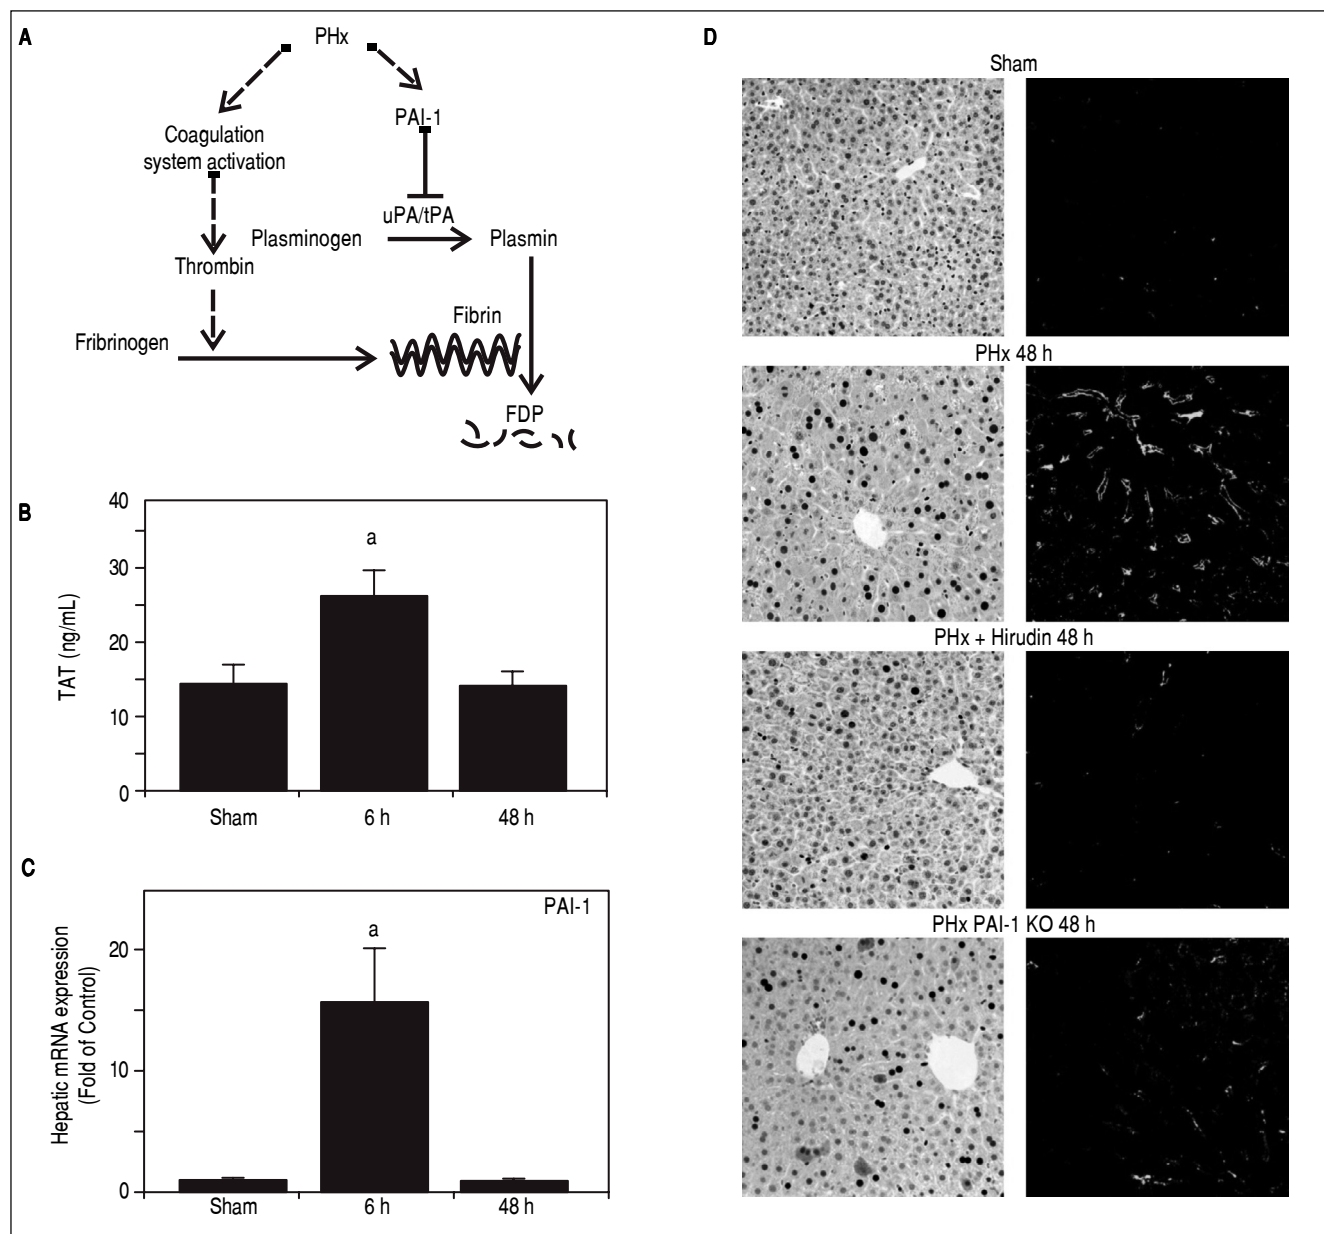 A
PHx
Coagulation
system activation
PAI-1
uPA/tPA
Plasminogen
Plasmin
Thrombin
Fribrinogen
Fibrin
FDP
B
TAT (ng/mL)
40
30
20
10
0
a
Sham
6 h
48 h
C
Hepatic mRNA expression
(Fold of Control)
PAI-1
20
10
0
a
Sham
6 h
48 h
D
Sham
PHx 48 h
PHx + Hirudin 48 h
PHx PAI-1 KO 48 h